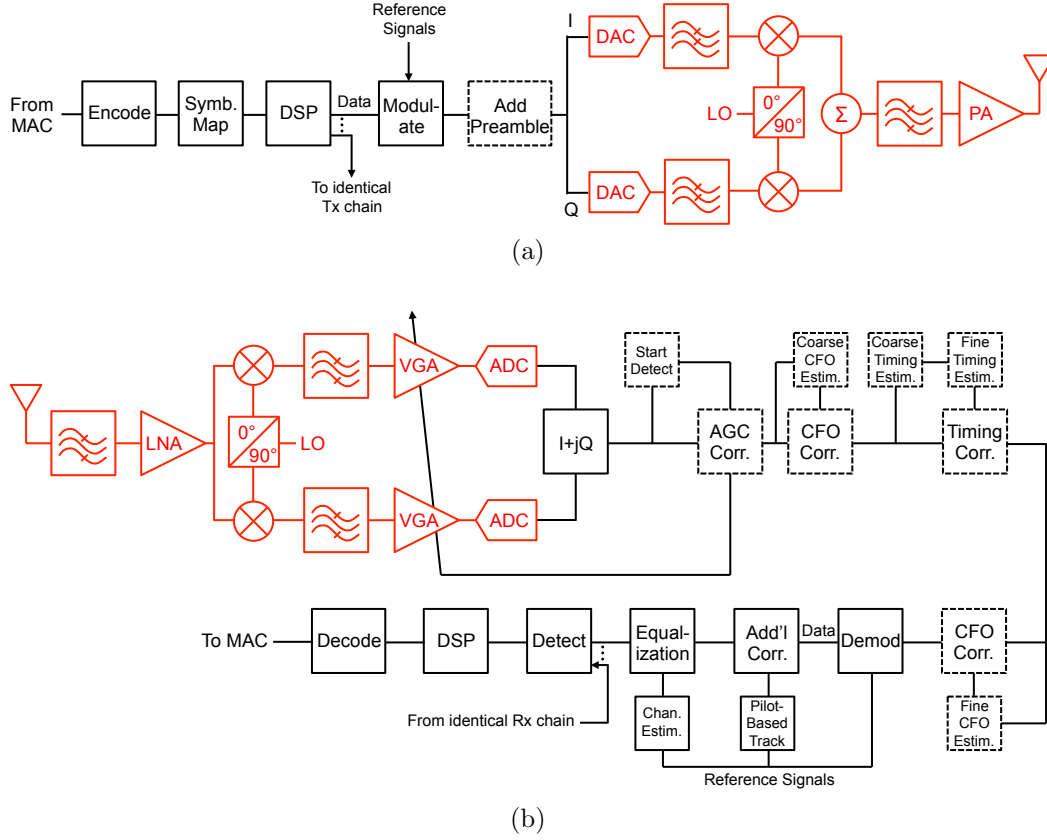 Reference
Signals
From
MAC
Encode
Symb.
Map
DSP
Data
To identical
Tx chain
Modul-
ate
Add
Preamble
I
Q
DAC
DAC
LO
0°
90°
Σ
PA
(a)
LNA
0°
90°
LO
VGA
VGA
ADC
ADC
I+jQ
Start
Detect
AGC
Corr.
Coarse
CFO
Estim.
CFO
Corr.
Coarse
Timing
Estim.
Fine
Timing
Estim.
Timing
Corr.
To MAC
Decode
DSP
Detect
From identical Rx chain
Equal-
ization
Chan.
Estim.
Add'l
Corr.
Pilot-
Based
Track
Data
Demod
CFO
Corr.
Fine
CFO
Estim.
Reference Signals
(b)